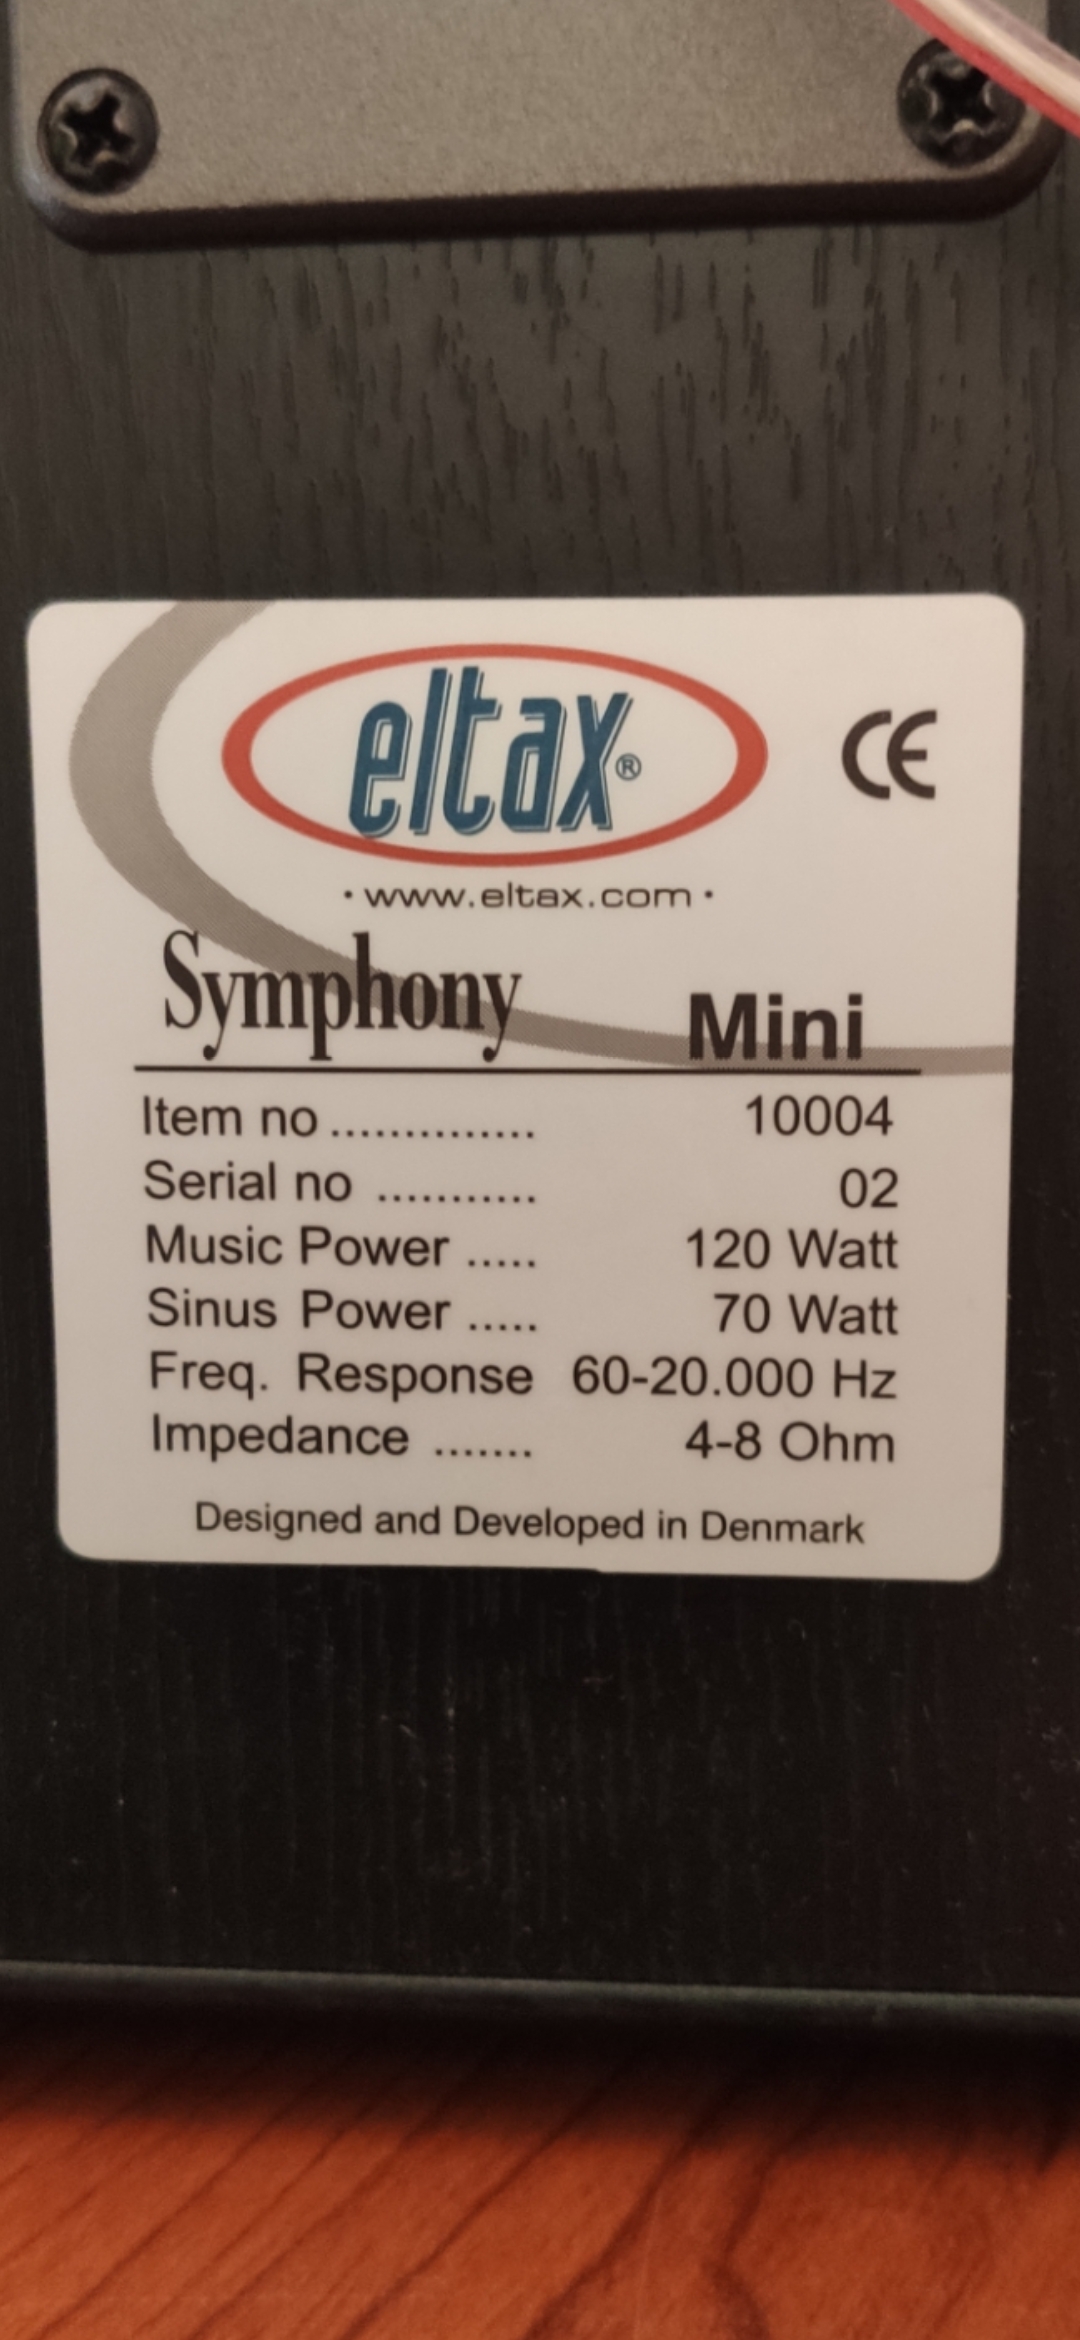 eltax®
• www.eltax.com •
CE
Symphony Mini
Item no .............. 10004
Serial no ........... 02
Music Power ..... 120 Watt
Sinus Power ..... 70 Watt
Freq. Response 60-20.000 Hz
Impedance ....... 4-8 Ohm
Designed and Developed in Denmark